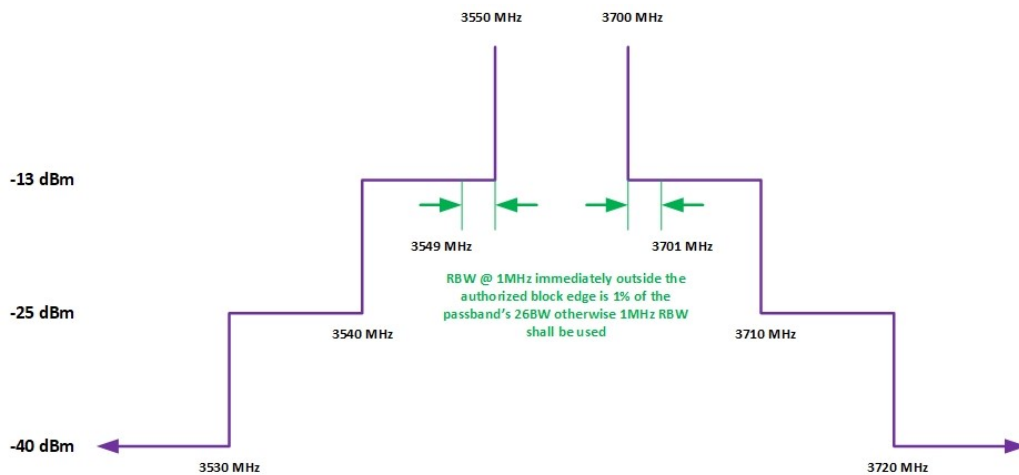 3550 MHz
3700 MHz
-13 dBm
3549 MHz
3701 MHz
RBW @ 1MHz immediately outside the
authorized block edge is 1% of the
passband's 26BW otherwise 1MHz RBW
shall be used
-25 dBm
3540 MHz
3710 MHz
-40 dBm
3530 MHz
3720 MHz